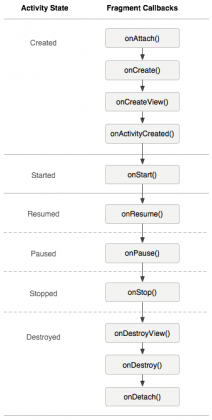 Activity State Fragment Callbacks
Created
onAttach()
onCreate()
onCreateView()
onActivityCreated()
Started onStart()
Resumed onResume()
Paused onPause()
Stopped onStop()
Destroyed onDestroyView()
onDestroy()
onDetach()